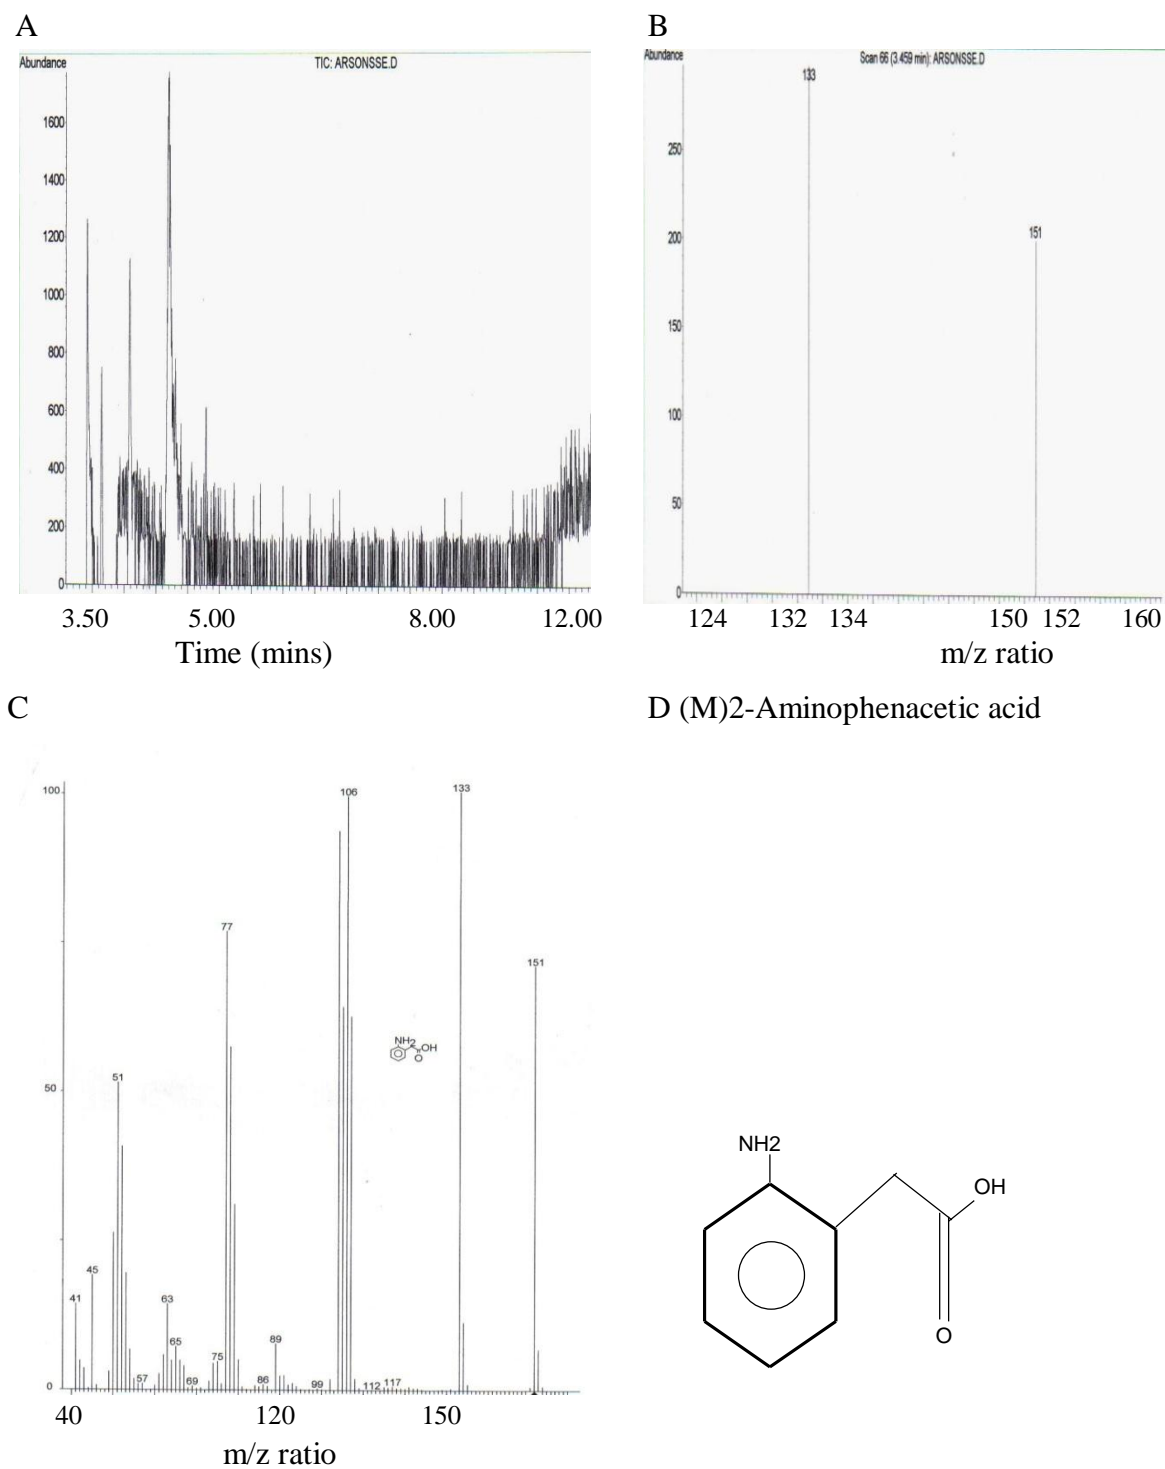 A
Abundance
TIC: ARSONSSE.D
1600
1400
1200
1000
800
600
400
200
0
3.50 5.00 8.00 12.00
Time (mins)
B
Abundance
Scan 66 (3.459 min): ARSONSSE.D
133
250
200
151
150
100
50
0
124 132 134 150 152 160
m/z ratio
C
100
106
133
77
151
NH2
OH
O
51
50
45
41
63
65
57
69
75
86
89
99
112
117
0
40 120 150
m/z ratio
D (M)2-Aminophenacetic acid
NH2
OH
O